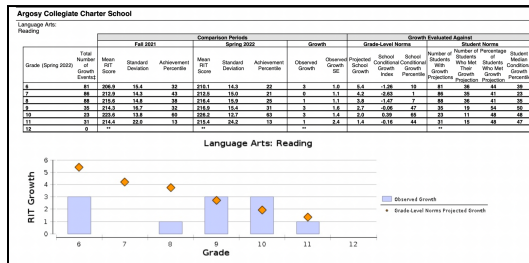 Argosy Collegiate Charter School
Language Arts:
Reading
Comparison Periods
Growth Evaluated Against
Fall 2021
Spring 2022
Growth
Grade-Level Norms
Student Norms
Grade (Spring 2022)
Total Number of Growth Events‡
Mean RIT Score
Standard Deviation
Achievement Percentile
Mean RIT Score
Standard Deviation
Achievement Percentile
Observed Growth
Observed Growth SE
Projected School Growth
School Conditional Growth Index
School Conditional Growth Percentile
Number of Students With Growth Projections
Number of Students Who Met Their Growth Projection
Percentage of Students Who Met Growth Projection
Student Median Conditional Growth Percentile
6 81 206.9 15.4 32 210.1 14.3 22 3 1.0 5.4 -1.26 10 81 36 44 39
7 86 212.9 14.3 42 212.5 15.0 21 0 1.1 4.2 -2.63 1 86 35 41 23
8 88 215.6 14.8 38 216.4 15.9 25 1 1.1 3.8 -1.47 7 88 36 41 35
9 35 214.3 16.7 32 216.9 15.4 33 3 1.6 2.7 -0.06 47 35 19 54 50
10 23 223.6 13.8 60 226.2 12.7 63 3 1.4 2.0 0.39 65 23 11 48 48
11 31 214.4 22.0 13 215.4 24.2 13 1 2.4 1.4 -0.16 44 31 15 48 47
12 0 ** ** **
Language Arts: Reading
RIT Growth
6
5
4
3
2
1
0
6 7 8 9 10 11 12
Grade
Observed Growth
Grade-Level Norms Projected Growth